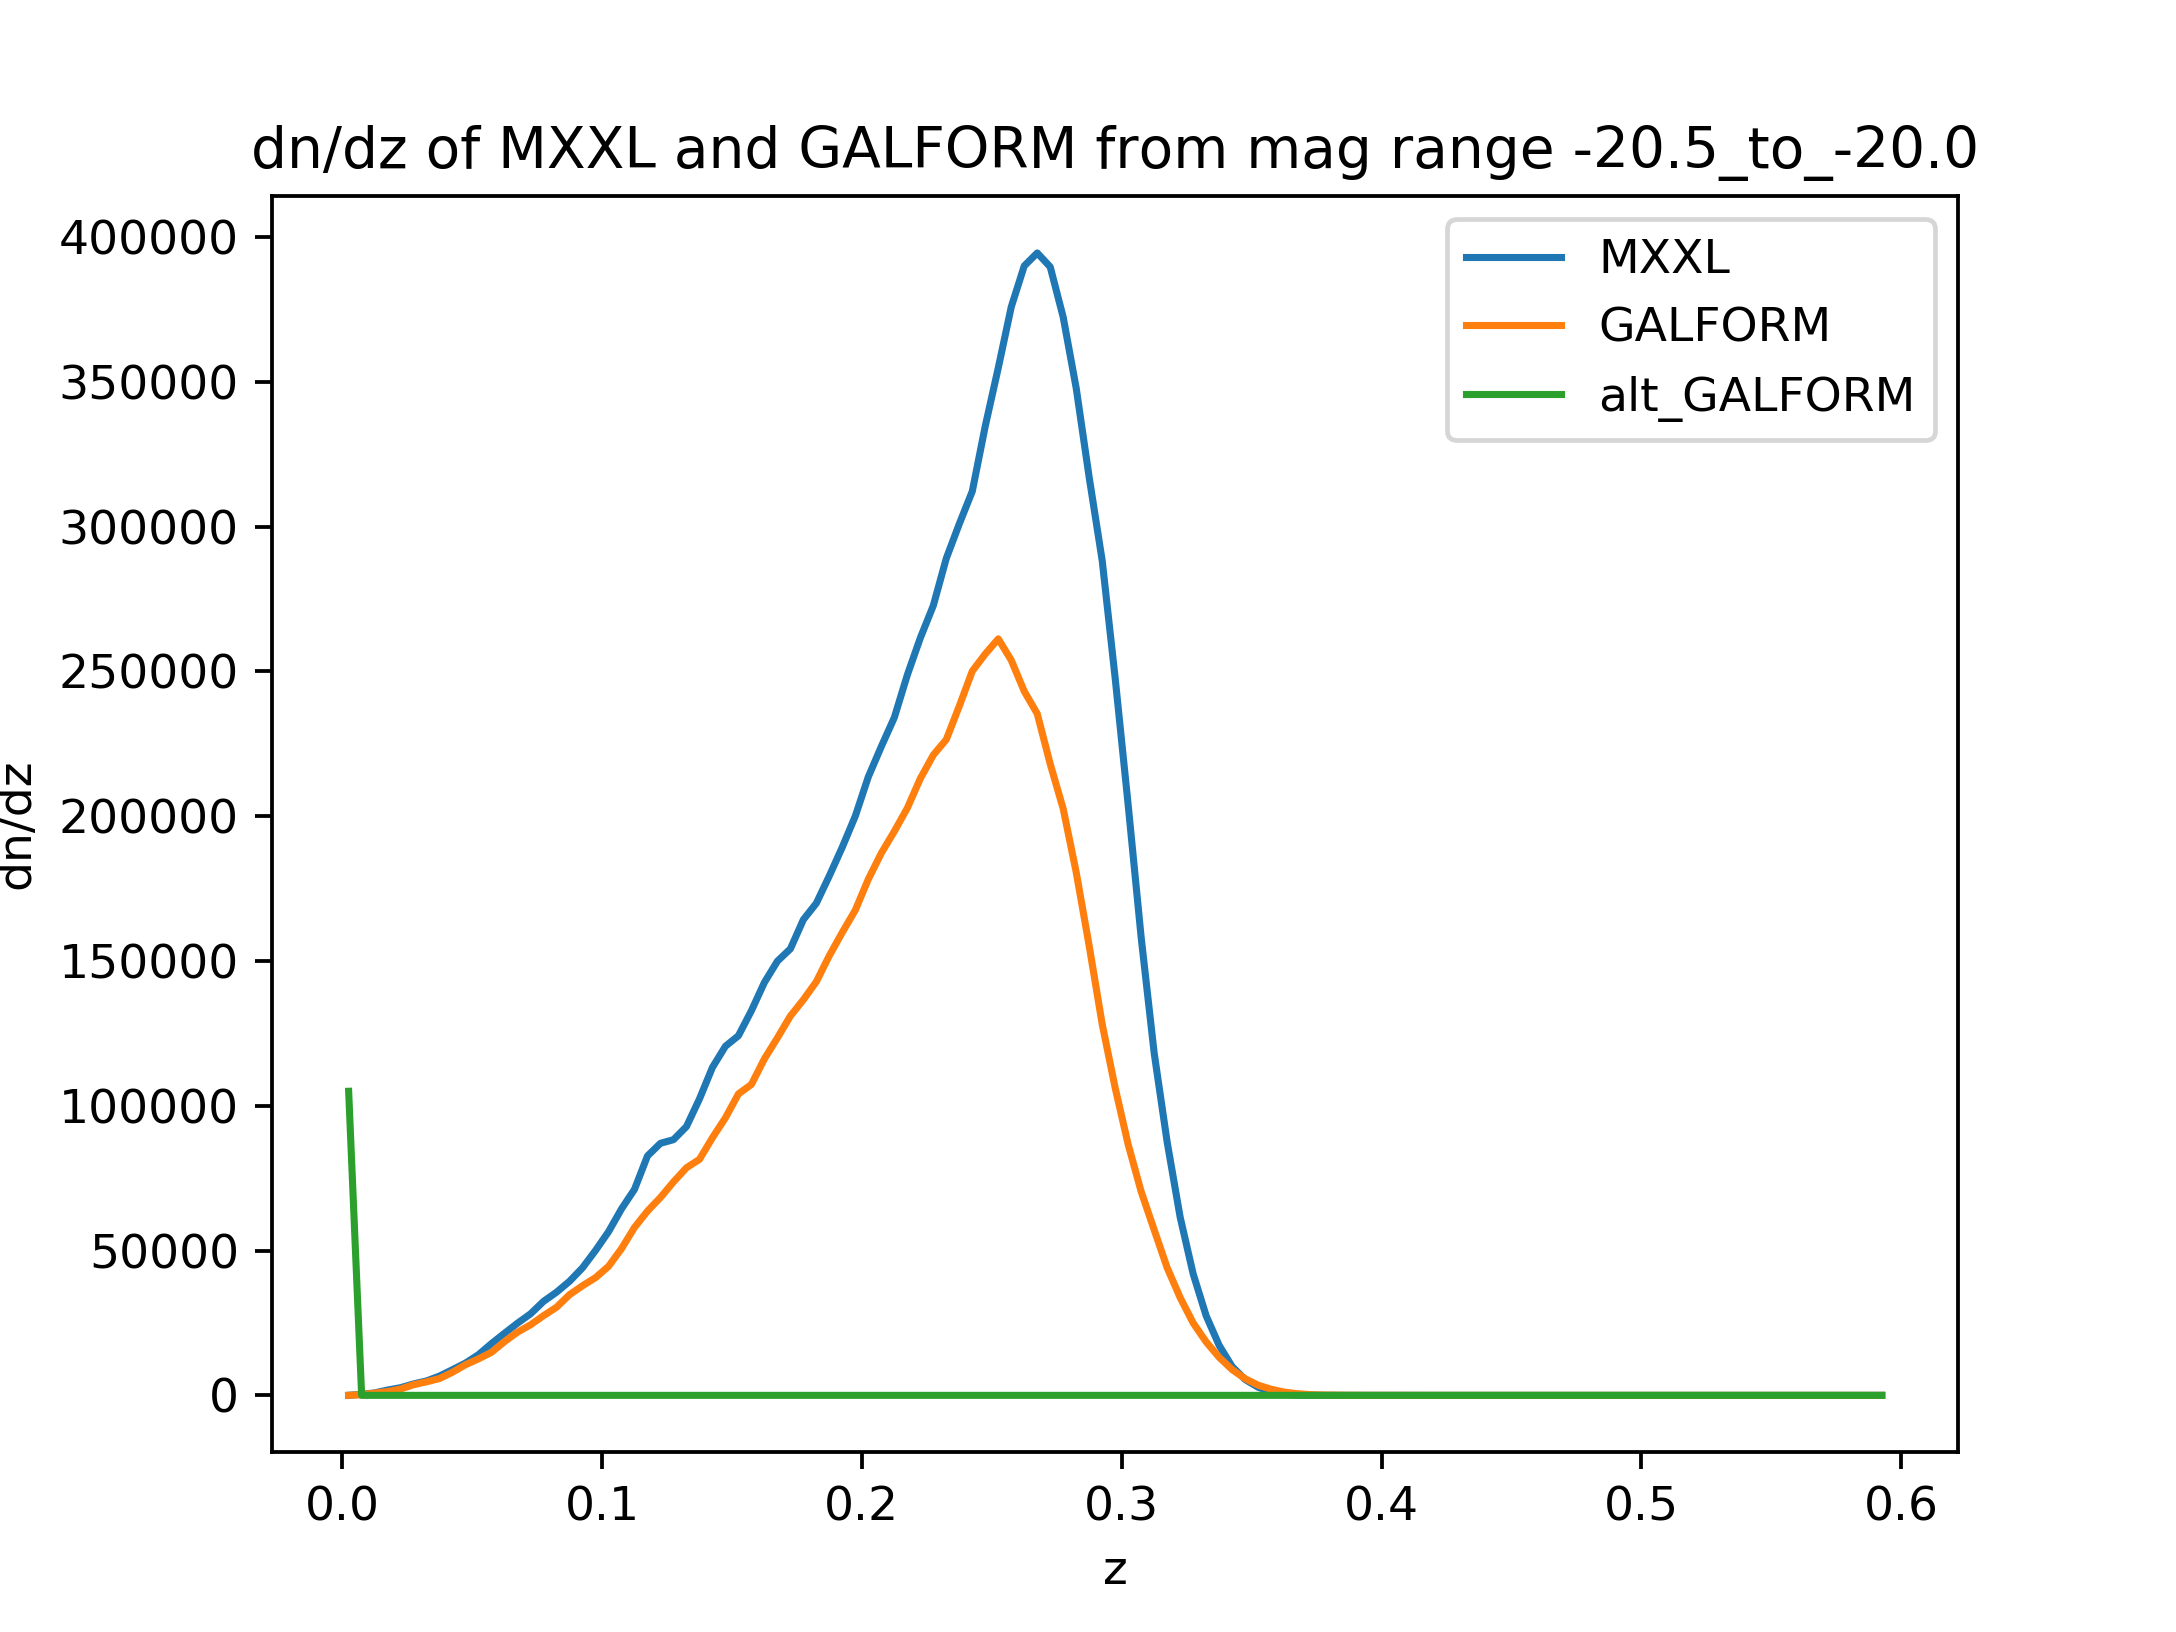 dn/dz of MXXL and GALFORM from mag range -20.5_to_-20.0
MXXL
GALFORM
alt_GALFORM
400000
350000
300000
250000
200000
150000
100000
50000
0
dn/dz
0.0 0.1 0.2 0.3 0.4 0.5 0.6
z